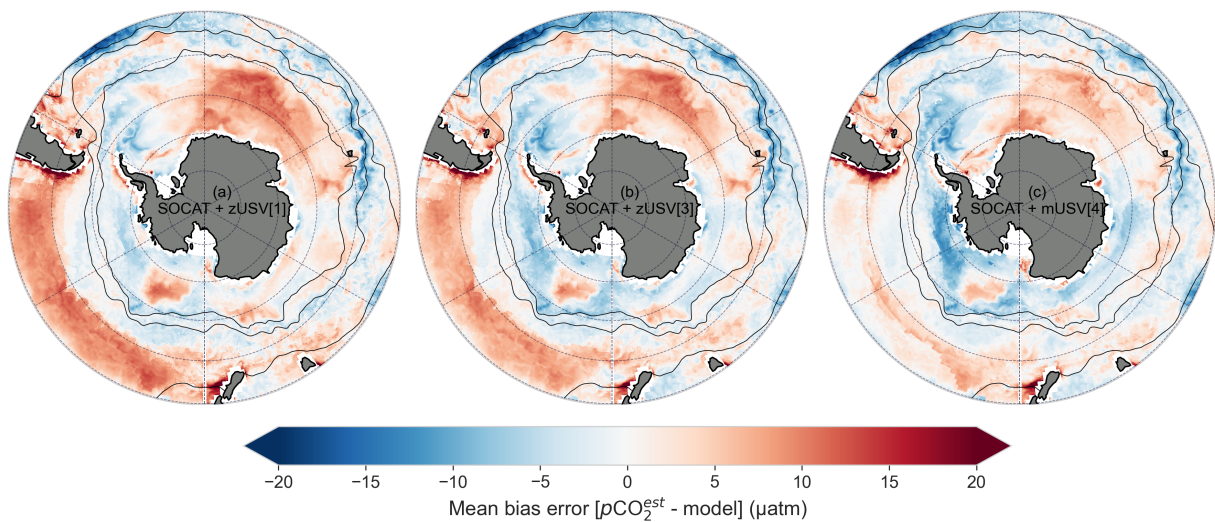 (a)
SOCAT + zUSV[1]
(b)
SOCAT + zUSV[3]
(c)
SOCAT + mUSV[4]
−20 −15 −10 −5 0 5 10 15 20
Mean bias error [pCO₂ᵉˢᵗ - model] (µatm)